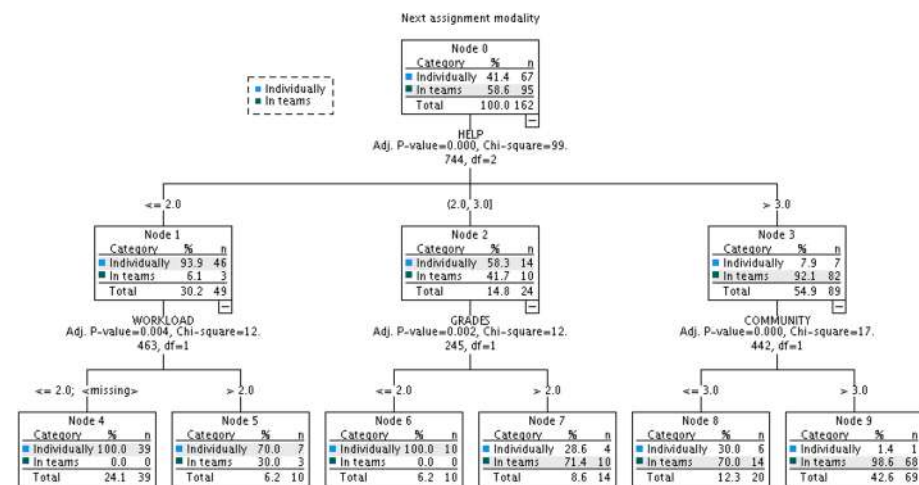 Next assignment modality
Individually
In teams
Node 0
Category % n
Individually 41.4 67
In teams 58.6 95
Total 100.0 162
HELP
Adj. P-value=0.000, Chi-square=99.
744, df=2
<= 2.0
(2.0, 3.0]
> 3.0
Node 1
Category % n
Individually 93.9 46
In teams 6.1 3
Total 30.2 49
Node 2
Category % n
Individually 58.3 14
In teams 41.7 10
Total 14.8 24
Node 3
Category % n
Individually 7.9 7
In teams 92.1 82
Total 54.9 89
WORKLOAD
Adj. P-value=0.004, Chi-square=12.
463, df=1
GRADES
Adj. P-value=0.002, Chi-square=12.
245, df=1
COMMUNITY
Adj. P-value=0.000, Chi-square=17.
442, df=1
<= 2.0; <missing>
> 2.0
<=2.0
> 2.0
<= 3.0
> 3.0
Node 4
Category % n
Individually 100.0 39
In teams 0.0 0
Total 24.1 39
Node 5
Category % n
Individually 70.0 7
In teams 30.0 3
Total 6.2 10
Node 6
Category % n
Individually 100.0 10
In teams 0.0 0
Total 6.2 10
Node 7
Category % n
Individually 28.6 4
In teams 71.4 10
Total 8.6 14
Node 8
Category % n
Individually 30.0 6
In teams 70.0 14
Total 12.3 20
Node 9
Category % n
Individually 1.4 1
In teams 98.6 68
Total 42.6 69